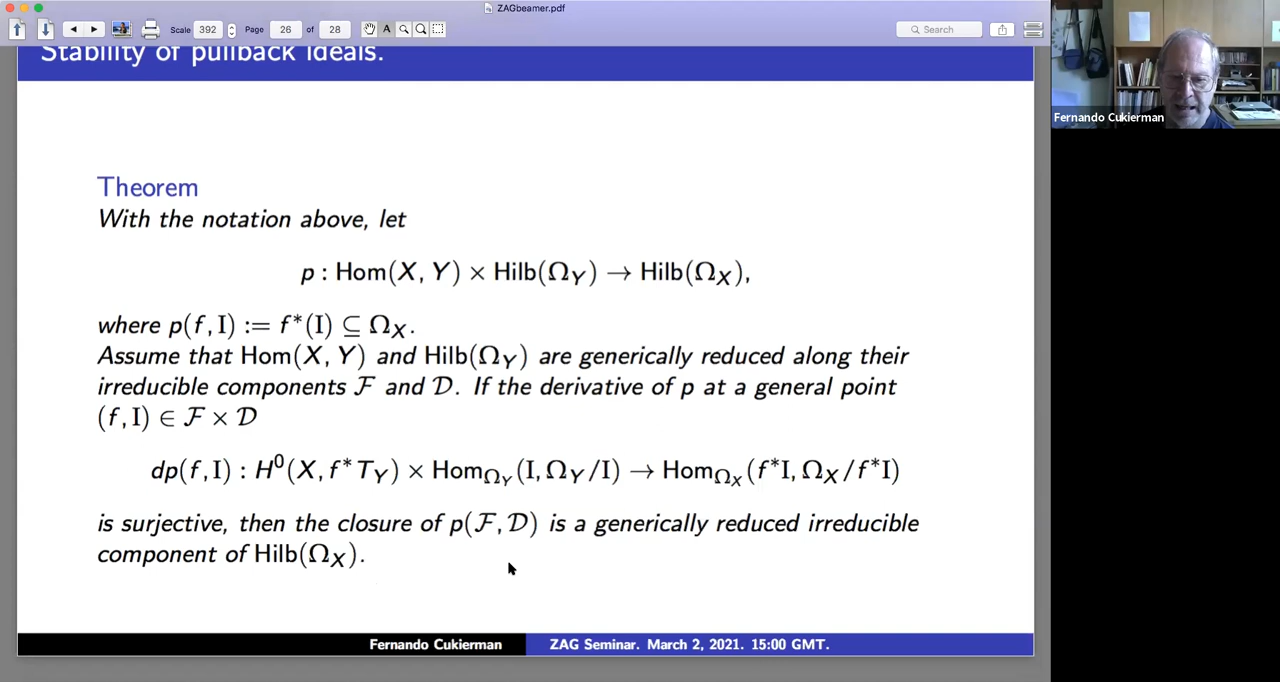 ZAGbeamer.pdf
Scale 392 Page 26 of 28 Search
Stability of pullback ideals.
Fernando Cukierman
Theorem
With the notation above, let
p : Hom(X, Y) × Hilb(Ω_Y) → Hilb(Ω_X),
where p(f, I) := f*(I) ⊆ Ω_X.
Assume that Hom(X, Y) and Hilb(Ω_Y) are generically reduced along their
irreducible components ℱ and 𝒟. If the derivative of p at a general point
(f, I) ∈ ℱ × 𝒟
dp(f, I) : H⁰(X, f*T_Y) × Hom_{Ω_Y}(I, Ω_Y/I) → Hom_{Ω_X}(f*I, Ω_X/f*I)
is surjective, then the closure of p(ℱ, 𝒟) is a generically reduced irreducible
component of Hilb(Ω_X).
Fernando Cukierman ZAG Seminar. March 2, 2021. 15:00 GMT.